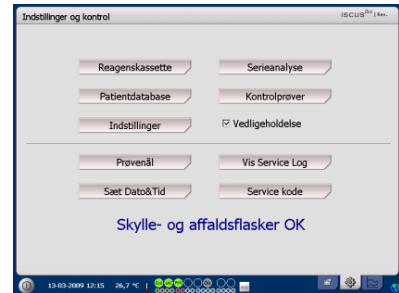 Indstillinger og kontrol
ISCUS
Reagenskassette
Serieanalyse
Patientdatabase
Kontrolprøver
Indstillinger
Vedligeholdelse
Prøvenål
Vis Service Log
Sæt Dato&Tid
Service kode
Skylle- og affaldsflasker OK
13-03-2009 12:15 26,7 °C